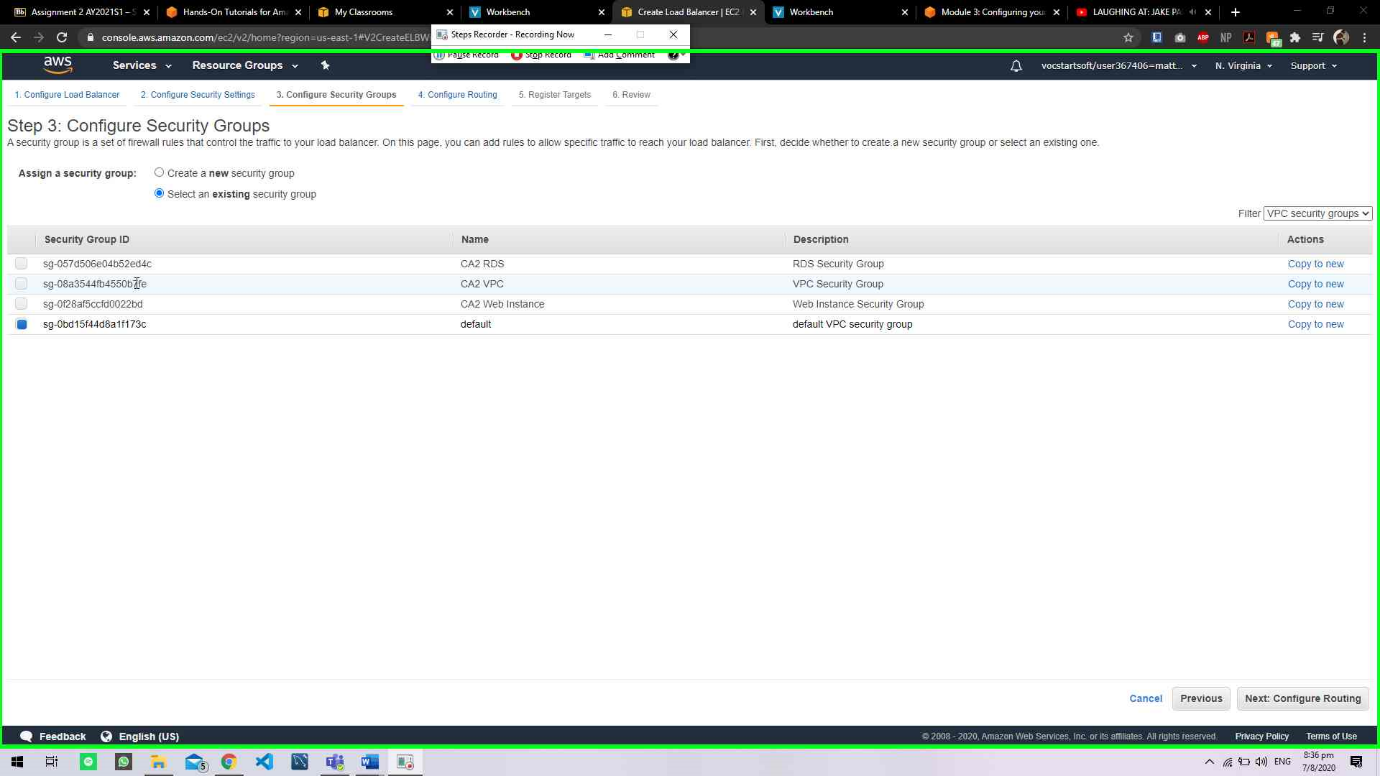 Assignment 2 AY2021S1 – S
Hands-On Tutorials for Ama
My Classrooms
Workbench
Create Load Balancer | EC2
Workbench
Module 3: Configuring your
LAUGHING AT: JAKE PA
console.aws.amazon.com/ec2/v2/home?region=us-east-1#V2CreateELBW
Steps Recorder - Recording Now
Pause Record
Stop Record
Add Comment
aws
Services
Resource Groups
vocstartsoft/user367406=matt...
N. Virginia
Support
1. Configure Load Balancer
2. Configure Security Settings
3. Configure Security Groups
4. Configure Routing
5. Register Targets
6. Review
Step 3: Configure Security Groups
A security group is a set of firewall rules that control the traffic to your load balancer. On this page, you can add rules to allow specific traffic to reach your load balancer. First, decide whether to create a new security group or select an existing one.
Assign a security group:
Create a new security group
Select an existing security group
Filter VPC security groups
Security Group ID Name Description Actions
sg-057d506e04b52ed4c CA2 RDS RDS Security Group Copy to new
CA2 VPC VPC Security Group Copy to new
sg-0f28af5ccfd0022bd CA2 Web Instance Web Instance Security Group Copy to new
sg-0bd15f44d8a1f173c default default VPC security group Copy to new
Cancel
Previous
Next: Configure Routing
Feedback
English (US)
© 2008 - 2020, Amazon Web Services, Inc. or its affiliates. All rights reserved.
Privacy Policy
Terms of Use
ENG
8:36 pm
7/8/2020